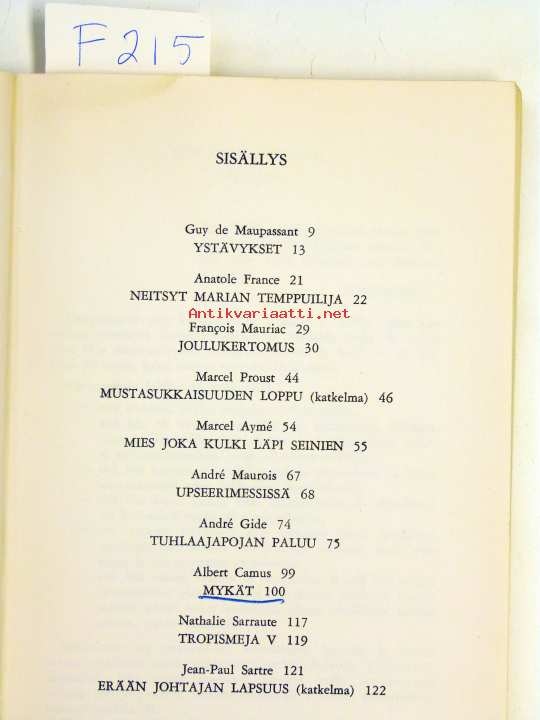 F 215
SISÄLLYS
Guy de Maupassant 9
YSTÄVYKSET 13
Anatole France 21
NEITSYT MARIAN TEMPPUILIJA 22
Antikvariaatti.net
François Mauriac 29
JOULUKERTOMUS 30
Marcel Proust 44
MUSTASUKKAISUUDEN LOPPU (katkelma) 46
Marcel Aymé 54
MIES JOKA KULKI LÄPI SEINIEN 55
André Maurois 67
UPSEERIMESSISSÄ 68
André Gide 74
TUHLAAJAPOJAN PALUU 75
Albert Camus 99
MYKÄT 100
Nathalie Sarraute 117
TROPISMEJA V 119
Jean-Paul Sartre 121
ERÄÄN JOHTAJAN LAPSUUS (katkelma) 122